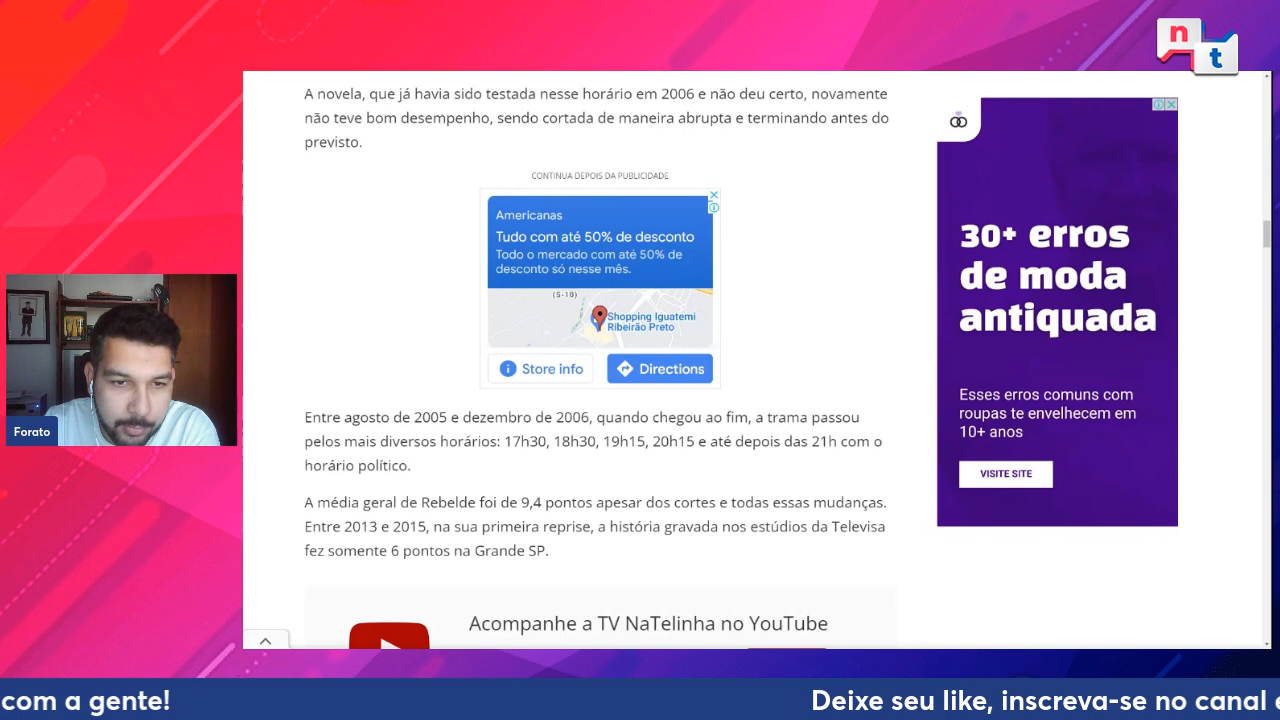 n
t
A novela, que já havia sido testada nesse horário em 2006 e não deu certo, novamente
não teve bom desempenho, sendo cortada de maneira abrupta e terminando antes do
previsto.
CONTINUA DEPOIS DA PUBLICIDADE
Americanas
Tudo com até 50% de desconto
Todo o mercado com até 50% de
desconto só nesse mês.
(S-10)
Shopping Iguatemi
Ribeirão Preto
Store info
Directions
Entre agosto de 2005 e dezembro de 2006, quando chegou ao fim, a trama passou
pelos mais diversos horários: 17h30, 18h30, 19h15, 20h15 e até depois das 21h com o
horário político.
A média geral de Rebelde foi de 9,4 pontos apesar dos cortes e todas essas mudanças.
Entre 2013 e 2015, na sua primeira reprise, a história gravada nos estúdios da Televisa
fez somente 6 pontos na Grande SP.
Acompanhe a TV NaTelinha no YouTube
30+ erros
de moda
antiquada
Esses erros comuns com
roupas te envelhecem em
10+ anos
VISITE SITE
Forato
com a gente!
Deixe seu like, inscreva-se no canal e